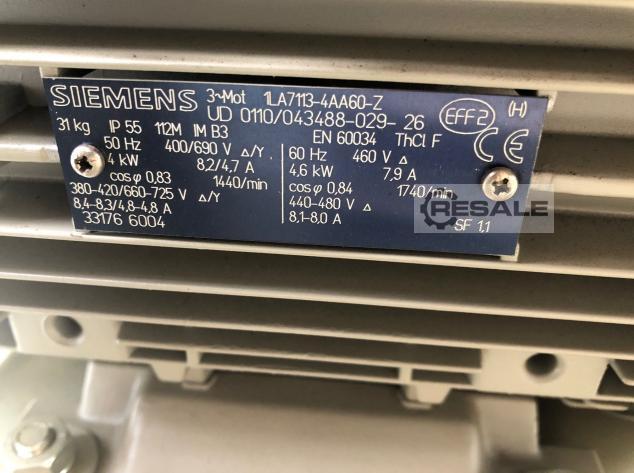 SIEMENS 3~Mot 1LA7113-4AA60-Z
UD 0110/043488-029-26 EFF2 (H)
31kg IP 55 112M IM B3 EN 60034 ThCl F CE
50 Hz 400/690 V Δ/Y 60 Hz 460 V Δ
4 kW 8,2/4,7 A 4,6 kW 7,9 A
cosφ 0,83 1440/min cosφ 0,84 1740/min
380-420/660-725 V Δ/Y 440-480 V Δ
8,4-8,3/4,8-4,8 A 8,1-8,0 A SF 1,1
33176 6004
RESALE